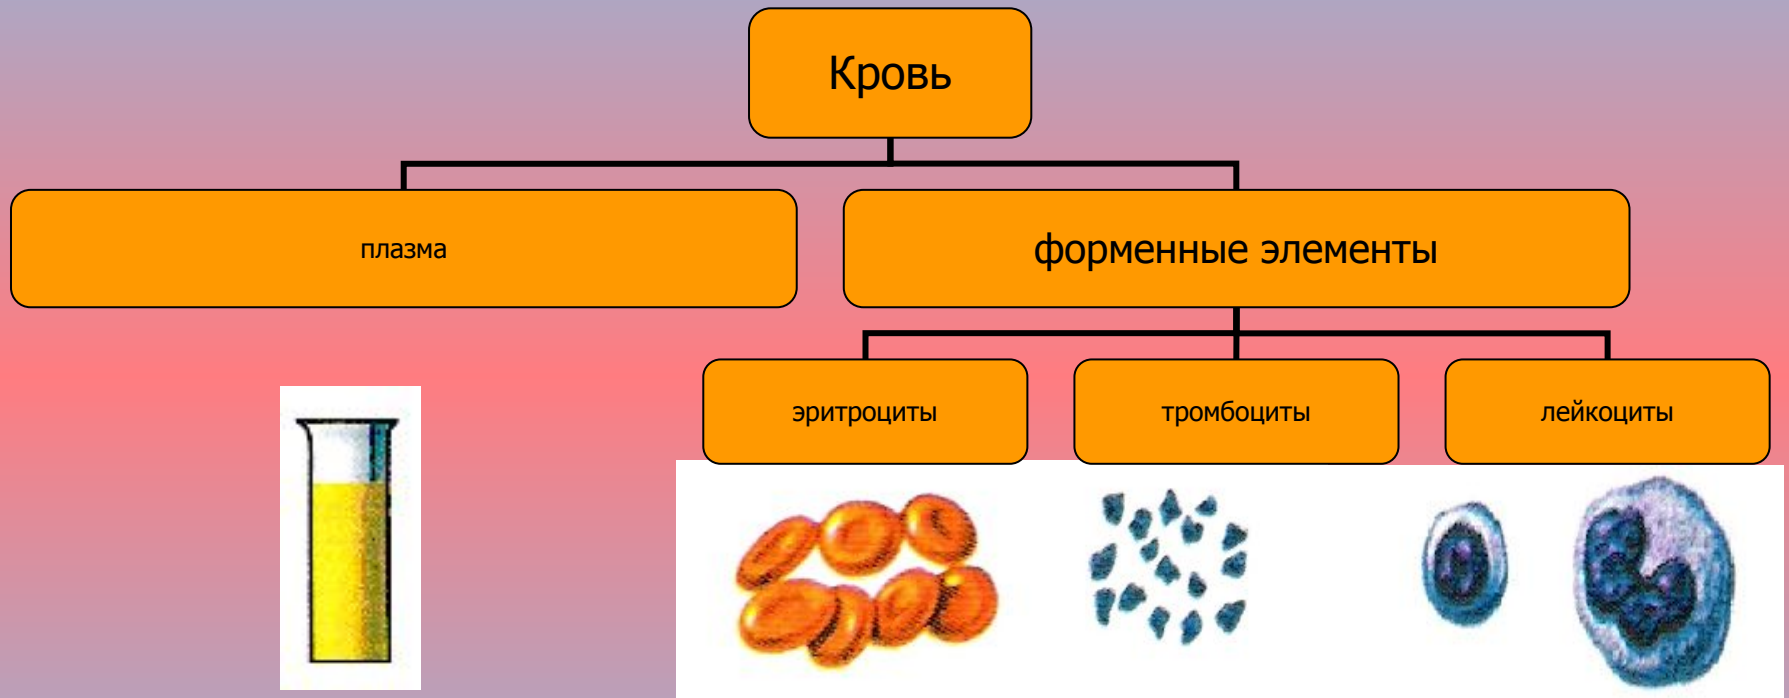 Кровь
плазма
форменные элементы
эритроциты
тромбоциты
лейкоциты